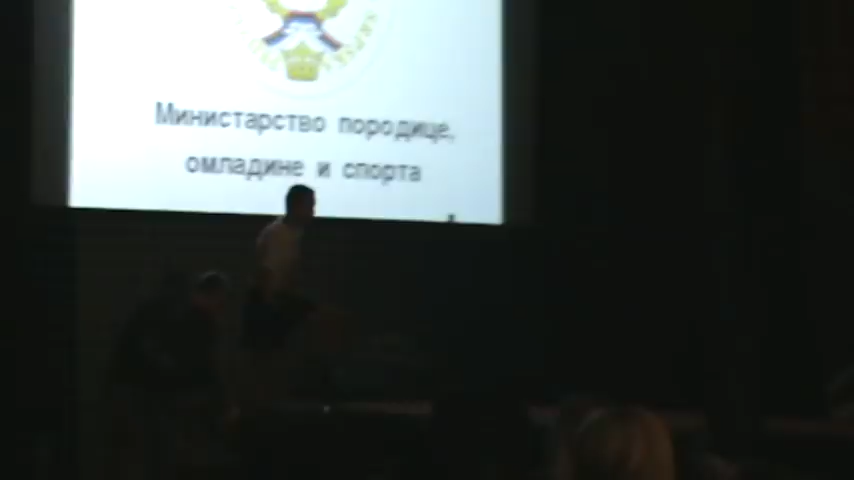 Министарство породице,
омладине и спорта